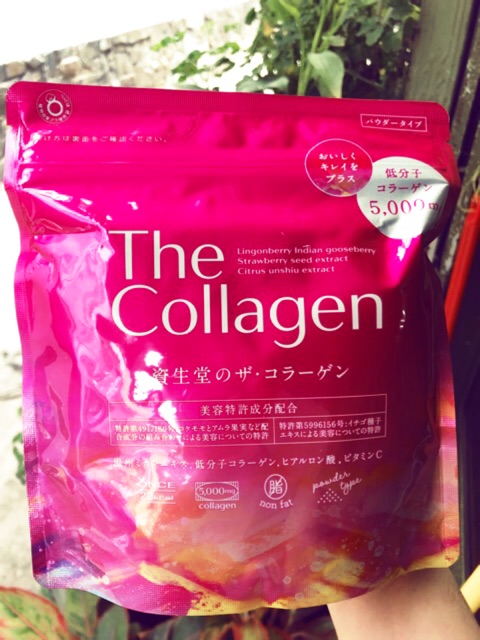 パウダータイプ
おいしく
キレイを
プラス
低分子
コラーゲン
5,000
The
Collagen
Lingonberry Indian gooseberry
Strawberry seed extract
Citrus unshiu extract
資生堂のザ・コラーゲン
美容特許成分配合
特許第5996156号:イチゴ種子
エキスによる美容についての特許
低分子コラーゲン,ヒアルロン酸,ビタミンC
5,000mg
collagen
脂
non fat
powder
type